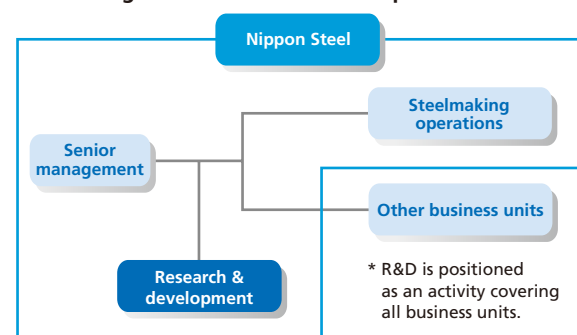 Nippon Steel
Steelmaking
operations
Senior
management
Other business units
Research &
development
* R&D is positioned
as an activity covering
all business units.